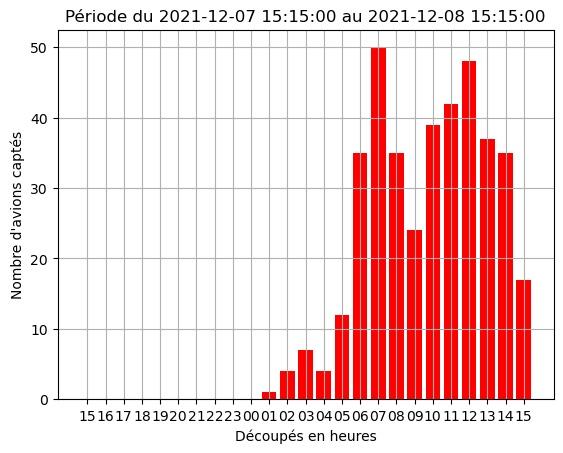 Période du 2021-12-07 15:15:00 au 2021-12-08 15:15:00
Nombre d'avions captés
50
40
30
20
10
0
15 16 17 18 19 20 21 22 23 00 01 02 03 04 05 06 07 08 09 10 11 12 13 14 15
Découpés en heures